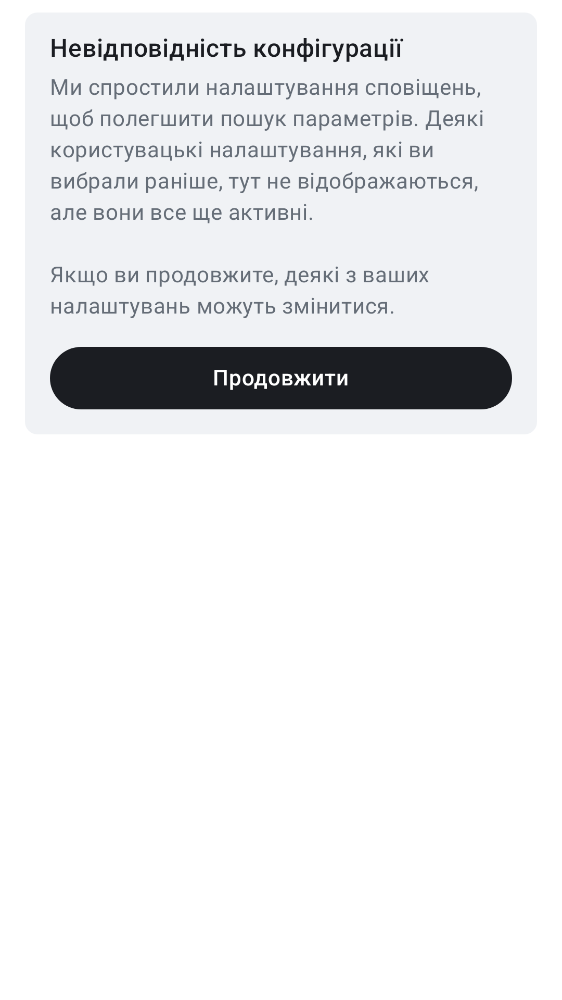 Невідповідність конфігурації
Ми спростили налаштування сповіщень,
щоб полегшити пошук параметрів. Деякі
користувацькі налаштування, які ви
вибрали раніше, тут не відображаються,
але вони все ще активні.
Якщо ви продовжите, деякі з ваших
налаштувань можуть змінитися.
Продовжити